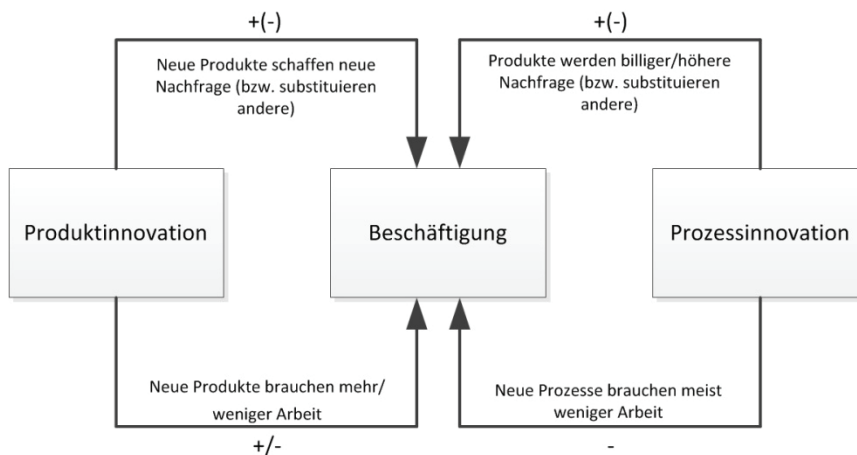 +(-)
+(-)
Neue Produkte schaffen neue
Nachfrage (bzw. substituieren
andere)
Produkte werden billiger/höhere
Nachfrage (bzw. substituieren
andere)
Produktinnovation
Beschäftigung
Prozessinnovation
Neue Produkte brauchen mehr/
weniger Arbeit
Neue Prozesse brauchen meist
weniger Arbeit
+/-
-